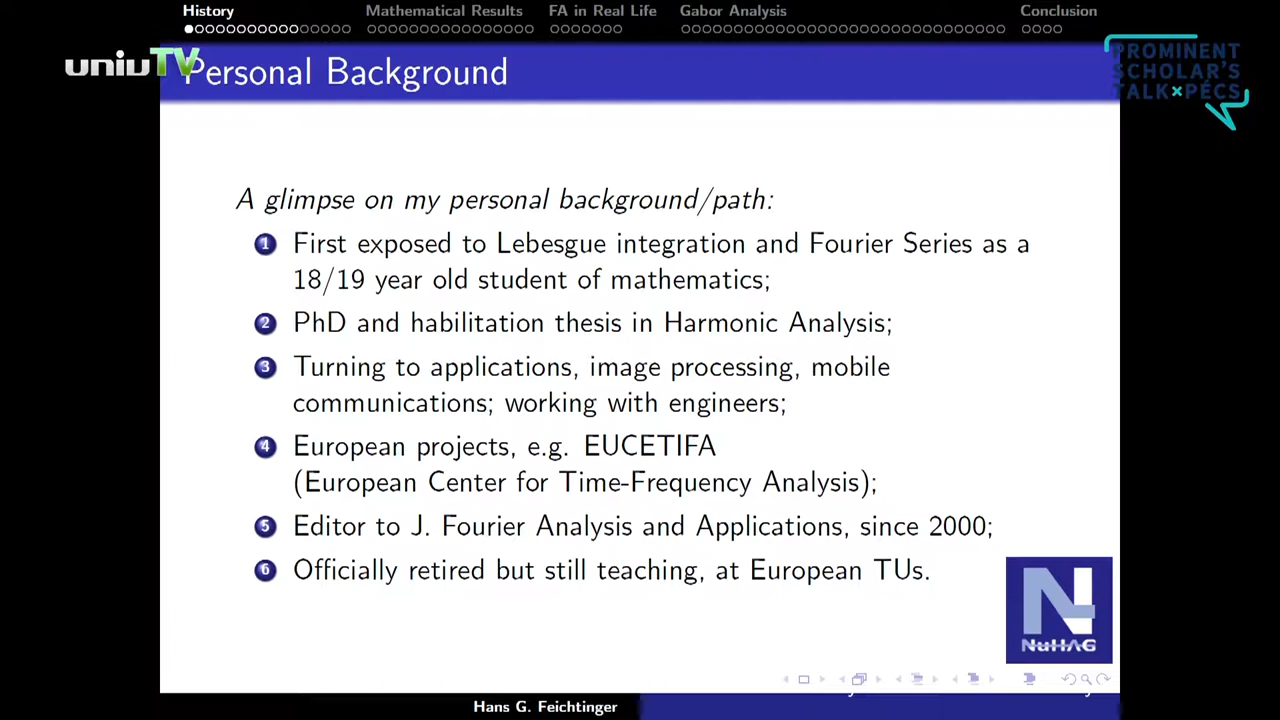 History Mathematical Results FA in Real Life Gabor Analysis Conclusion
uniuTV
Personal Background
PROMINENT
SCHOLAR'S
TALK×PÉCS
A glimpse on my personal background/path:
1 First exposed to Lebesgue integration and Fourier Series as a
18/19 year old student of mathematics;
2 PhD and habilitation thesis in Harmonic Analysis;
3 Turning to applications, image processing, mobile
communications; working with engineers;
4 European projects, e.g. EUCETIFA
(European Center for Time-Frequency Analysis);
5 Editor to J. Fourier Analysis and Applications, since 2000;
6 Officially retired but still teaching, at European TUs.
N
NuHAG
Hans G. Feichtinger